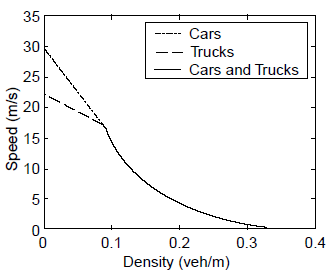 35
30
25
20
15
10
5
0
Speed (m/s)
Cars
Trucks
Cars and Trucks
0 0.1 0.2 0.3 0.4
Density (veh/m)